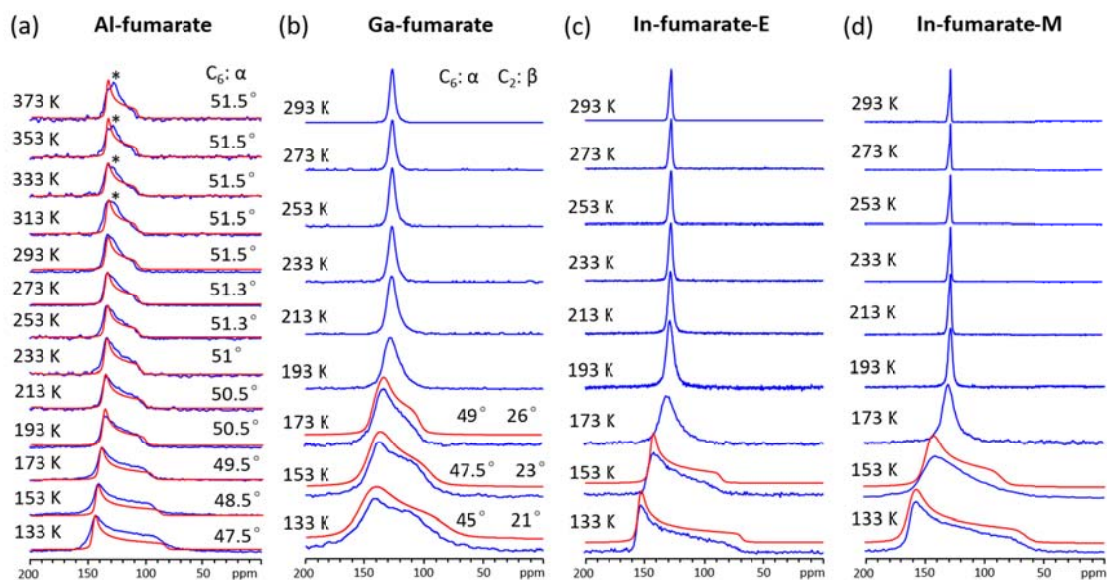 (a) Al-fumarate
C₆: α
373 K * 51.5°
353 K * 51.5°
333 K * 51.5°
313 K * 51.5°
293 K 51.5°
273 K 51.3°
253 K 51.3°
233 K 51°
213 K 50.5°
193 K 50.5°
173 K 49.5°
153 K 48.5°
133 K 47.5°
200 150 100 50 ppm
(b) Ga-fumarate
C₆: α C₂: β
293 K
273 K
253 K
233 K
213 K
193 K
173 K 49° 26°
153 K 47.5° 23°
133 K 45° 21°
200 150 100 50 ppm
(c) In-fumarate-E
293 K
273 K
253 K
233 K
213 K
193 K
173 K
153 K
133 K
200 150 100 50 ppm
(d) In-fumarate-M
293 K
273 K
253 K
233 K
213 K
193 K
173 K
153 K
133 K
200 150 100 50 ppm